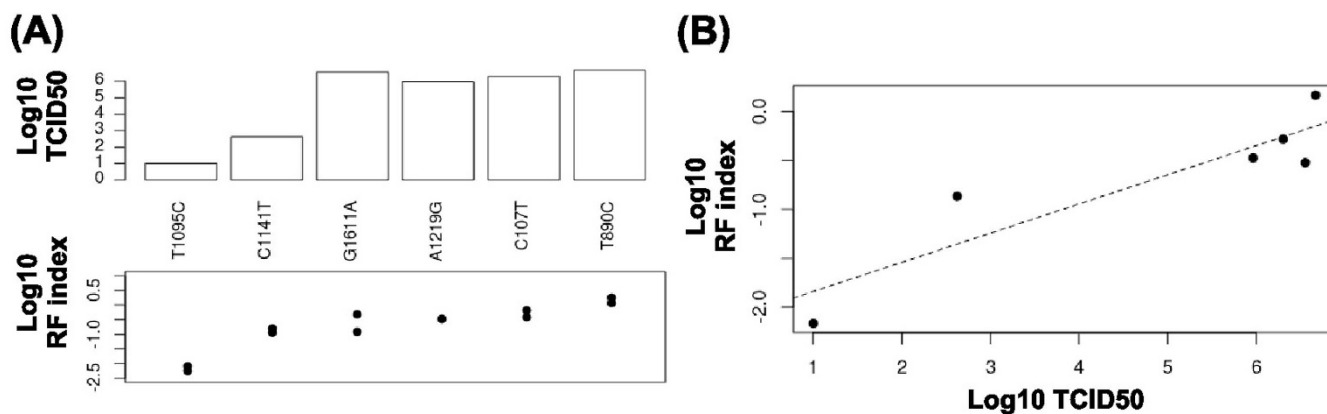 (A)
Log10
TCID50
6
5
4
3
2
1
0
T1095C
C1141T
G1611A
A1219G
C107T
T890C
Log10
RF index
0.5
-1.0
-2.5
(B)
Log10
RF index
0.0
-1.0
-2.0
1
2
3
4
5
6
Log10 TCID50